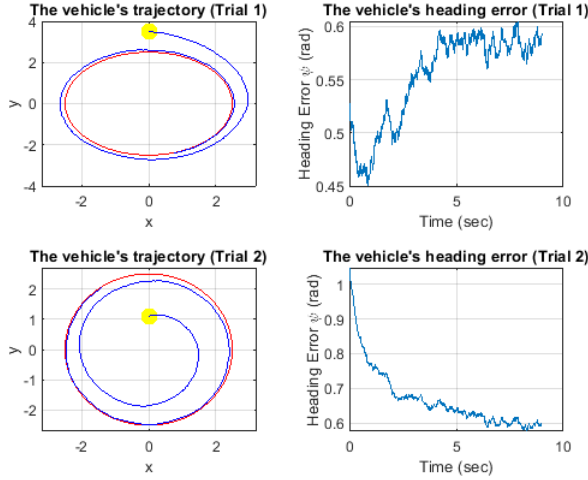 The vehicle's trajectory (Trial 1)
4
2
0
-2
-4
y
-2
0
2
x
The vehicle's heading error (Trial 1)
0.6
0.55
0.5
0.45
Heading Error ψ (rad)
0
5
10
Time (sec)
The vehicle's trajectory (Trial 2)
2
1
0
-1
-2
y
-2
0
2
x
The vehicle's heading error (Trial 2)
1
0.9
0.8
0.7
0.6
Heading Error ψ (rad)
0
5
10
Time (sec)